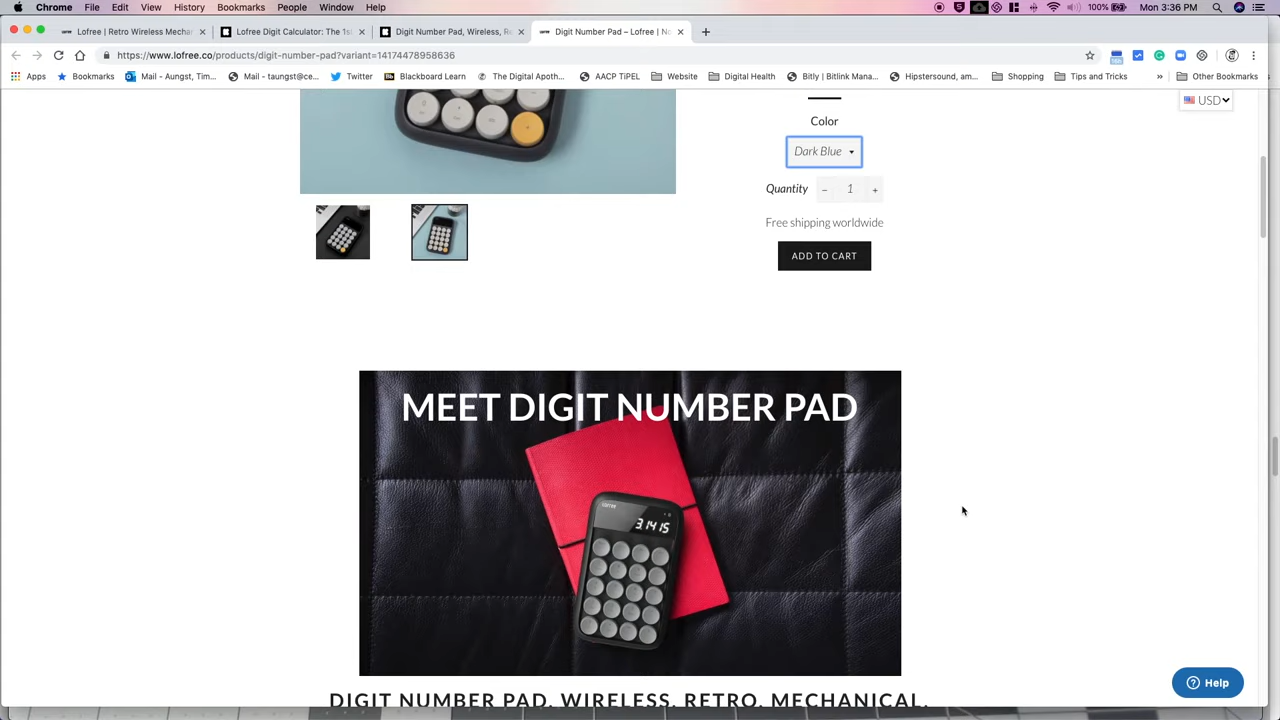 Chrome File Edit View History Bookmarks People Window Help 100% Mon 3:36 PM
Lofree | Retro Wireless Mechan Lofree Digit Calculator: The 1st Digit Number Pad, Wireless, Re Digit Number Pad – Lofree | No
https://www.lofree.co/products/digit-number-pad?variant=14174478958636
Apps Bookmarks Mail - Aungst, Tim... Mail - taungst@ce... Twitter Blackboard Learn The Digital Apoth... AACP TiPEL Website Digital Health Bitly | Bitlink Mana... Hipstersound, am... Shopping Tips and Tricks » Other Bookmarks
USD
Color
Dark Blue
Quantity − 1 +
Free shipping worldwide
ADD TO CART
MEET DIGIT NUMBER PAD
lofree
3.1415
DIGIT NUMBER PAD. WIRELESS. RETRO. MECHANICAL.
Help